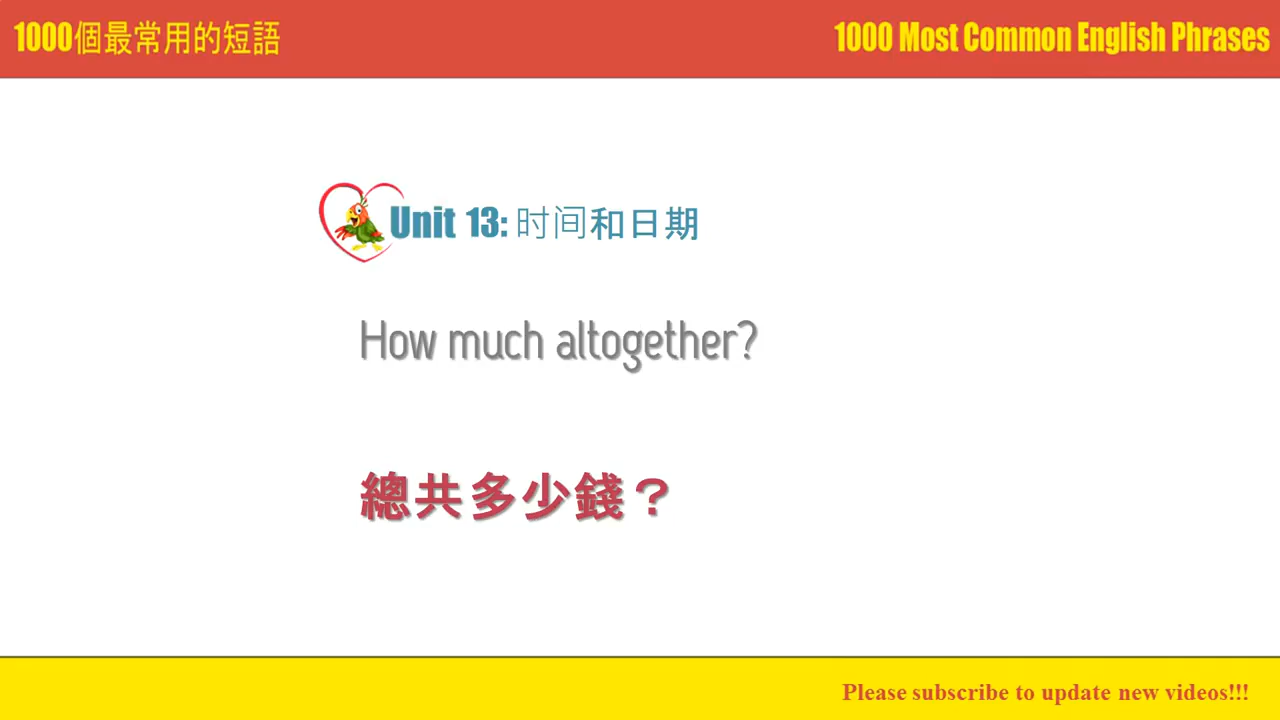 1000個最常用的短語
1000 Most Common English Phrases
Unit 13: 时间和日期
How much altogether?
總共多少錢？
Please subscribe to update new videos!!!